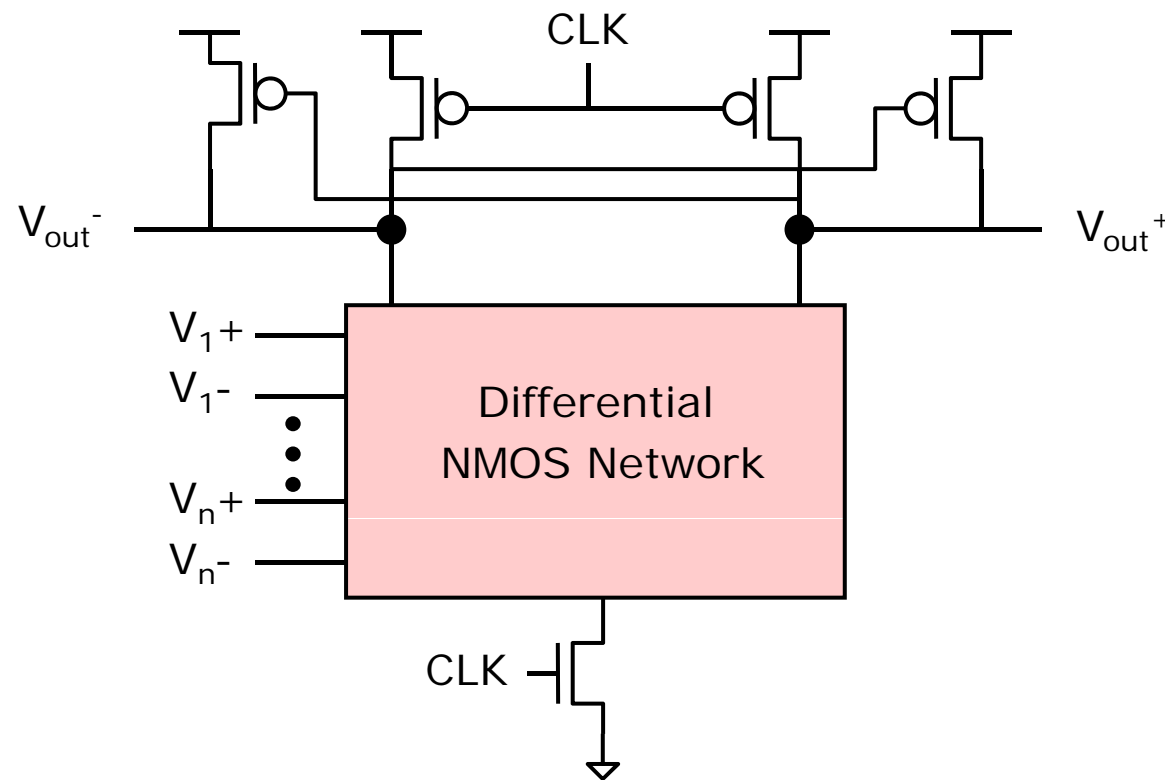 CLK
Vout-
Vout+
V1+
V1-
Differential
NMOS Network
Vn+
Vn-
CLK